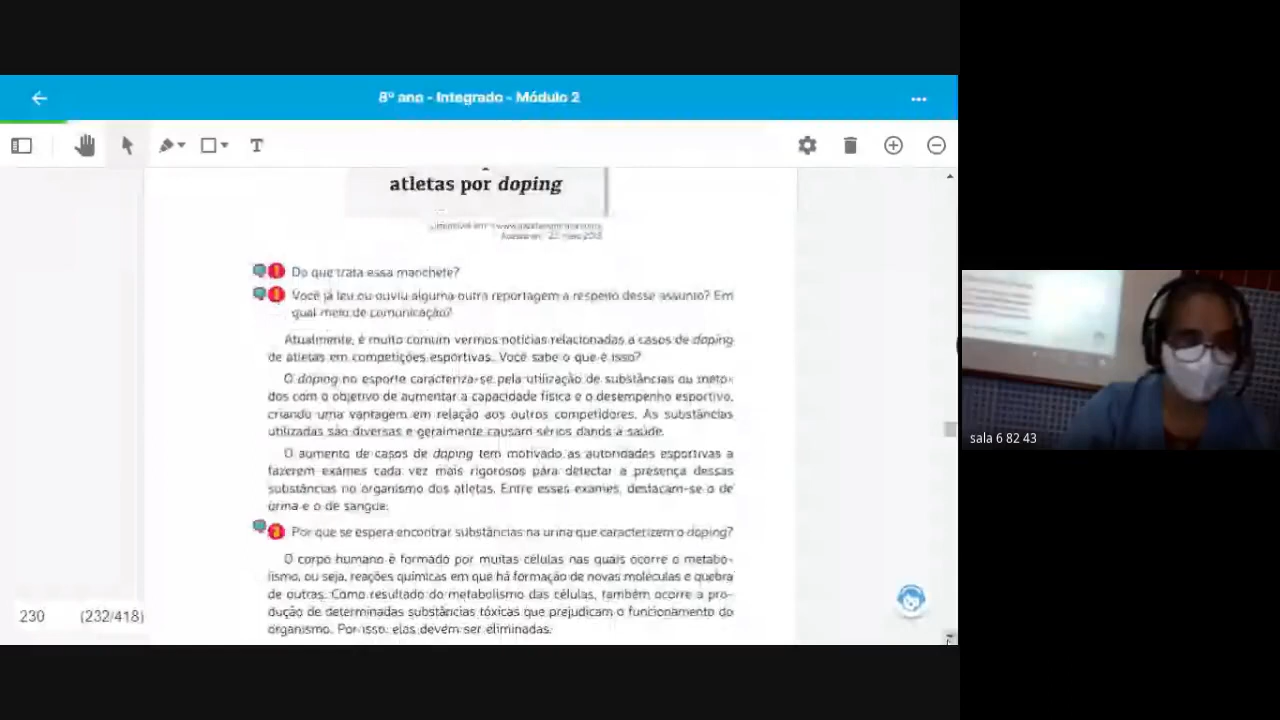 8º ano - Integrado - Módulo 2
T
atletas por doping
Do que trata essa manchete?
Você já leu ou ouviu alguma outra reportagem a respeito desse assunto? Em
qual meio de comunicação?
Atualmente, é muito comum vermos notícias relacionadas a casos de doping
de atletas em competições esportivas. Você sabe o que é isso?
O doping no esporte caracteriza-se pela utilização de substâncias ou méto-
dos com o objetivo de aumentar a capacidade física e o desempenho esportivo,
criando uma vantagem em relação aos outros competidores. As substâncias
utilizadas são diversas e geralmente causam sérios danos à saúde.
O aumento de casos de doping tem motivado as autoridades esportivas a
fazerem exames cada vez mais rigorosos para detectar a presença dessas
substâncias no organismo dos atletas. Entre esses exames, destacam-se o de
urina e o de sangue.
Por que se espera encontrar substâncias na urina que caracterizem o doping?
O corpo humano é formado por muitas células nas quais ocorre o metabo-
lismo, ou seja, reações químicas em que há formação de novas moléculas e quebra
de outras. Como resultado do metabolismo das células, também ocorre a pro-
dução de determinadas substâncias tóxicas que prejudicam o funcionamento do
organismo. Por isso, elas devem ser eliminadas.
230 (232/418)
sala 6 82 43